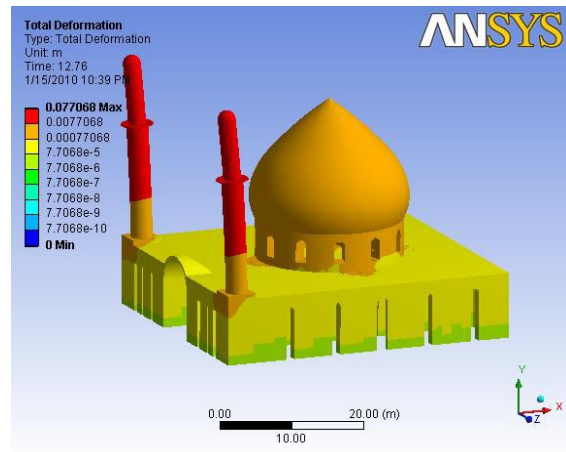 Total Deformation
Type: Total Deformation
Unit: m
Time: 12.76
1/15/2010 10:39 PM
0.077068 Max
0.0077068
0.00077068
7.7068e-5
7.7068e-6
7.7068e-7
7.7068e-8
7.7068e-9
7.7068e-10
0 Min
ANSYS
0.00
20.00 (m)
10.00
Y
X
Z